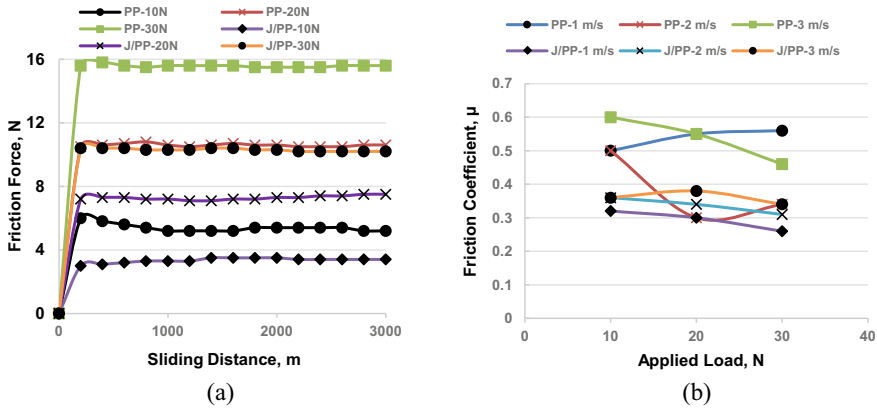 PP-10N PP-20N
PP-30N J/PP-10N
J/PP-20N J/PP-30N
Friction Force, N
16
12
8
4
0
0 1000 2000 3000
Sliding Distance, m
(a)
PP-1 m/s PP-2 m/s PP-3 m/s
J/PP-1 m/s J/PP-2 m/s J/PP-3 m/s
Friction Coefficient, µ
0.7
0.6
0.5
0.4
0.3
0.2
0.1
0
0 10 20 30 40
Applied Load, N
(b)